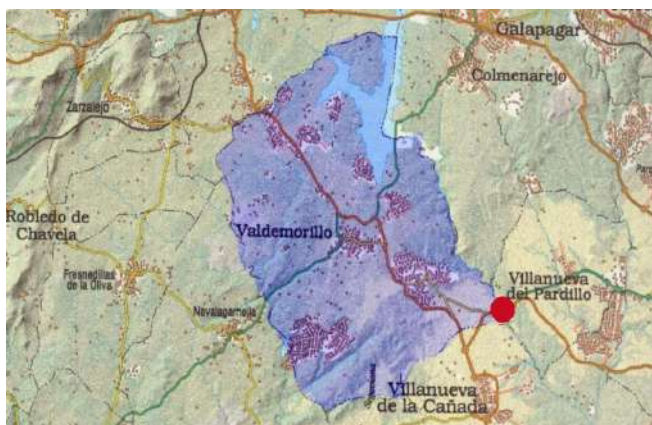 Galapagar
Colmenarejo
Zarzalejo
Robledo de
Chavela
Valdemorillo
Fresnedillas
de la Oliva
Navalagamella
Villanueva
del Pardillo
Villanueva
de la Cañada